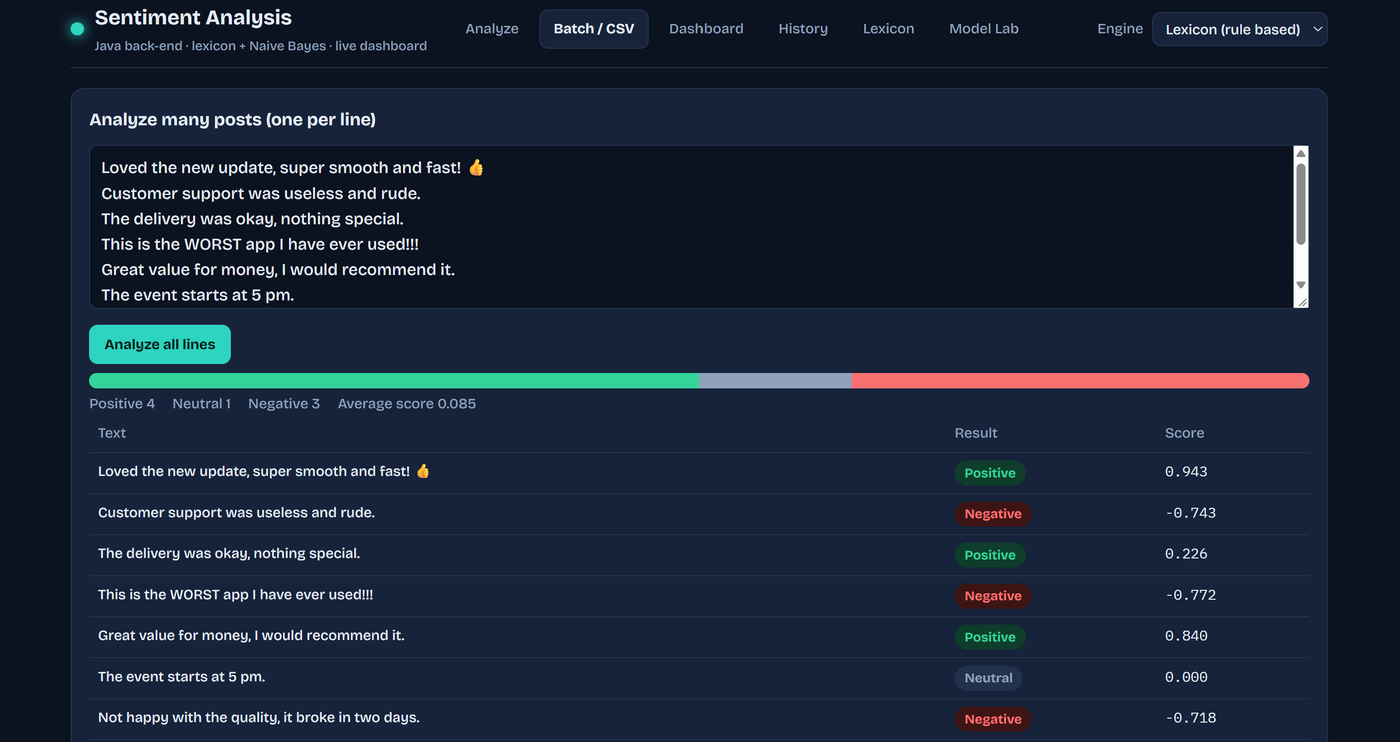 Sentiment Analysis
Java back-end · lexicon + Naive Bayes · live dashboard
Analyze Batch / CSV Dashboard History Lexicon Model Lab Engine Lexicon (rule based)
Analyze many posts (one per line)
Loved the new update, super smooth and fast! 👍
Customer support was useless and rude.
The delivery was okay, nothing special.
This is the WORST app I have ever used!!!
Great value for money, I would recommend it.
The event starts at 5 pm.
Analyze all lines
Positive 4 Neutral 1 Negative 3 Average score 0.085
Text Result Score
Loved the new update, super smooth and fast! 👍 Positive 0.943
Customer support was useless and rude. Negative -0.743
The delivery was okay, nothing special. Positive 0.226
This is the WORST app I have ever used!!! Negative -0.772
Great value for money, I would recommend it. Positive 0.840
The event starts at 5 pm. Neutral 0.000
Not happy with the quality, it broke in two days. Negative -0.718